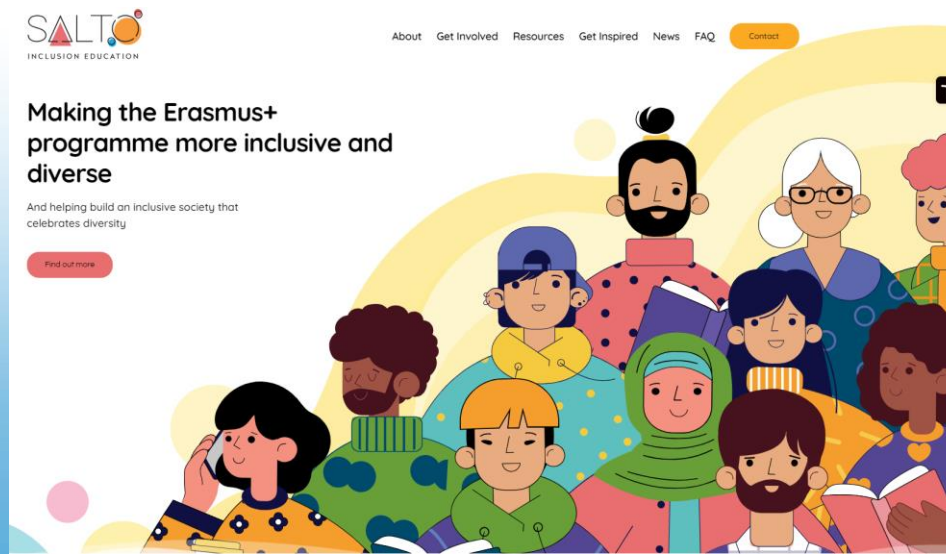 SALTO
INCLUSION EDUCATION
About Get Involved Resources Get Inspired News FAQ Contact
Making the Erasmus+
programme more inclusive and
diverse
And helping build an inclusive society that
celebrates diversity
Find out more